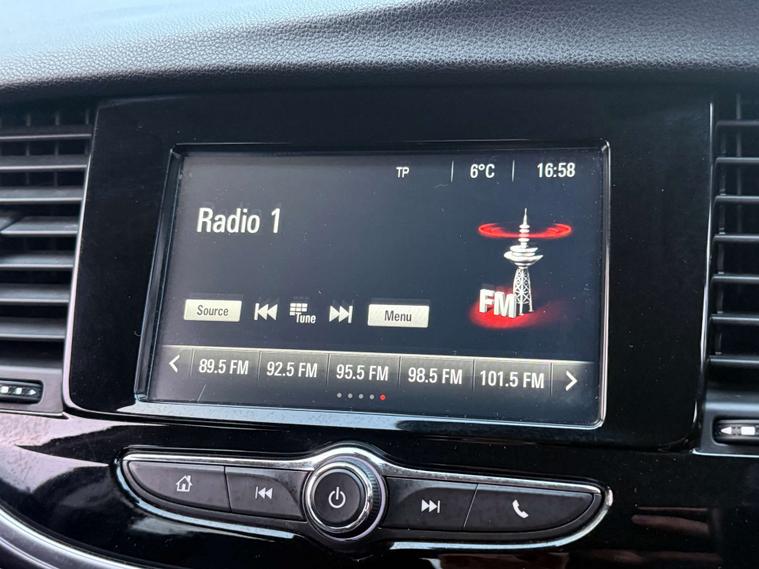 TP 6°C 16:58
Radio 1
FM
Source Tune Menu
89.5 FM 92.5 FM 95.5 FM 98.5 FM 101.5 FM